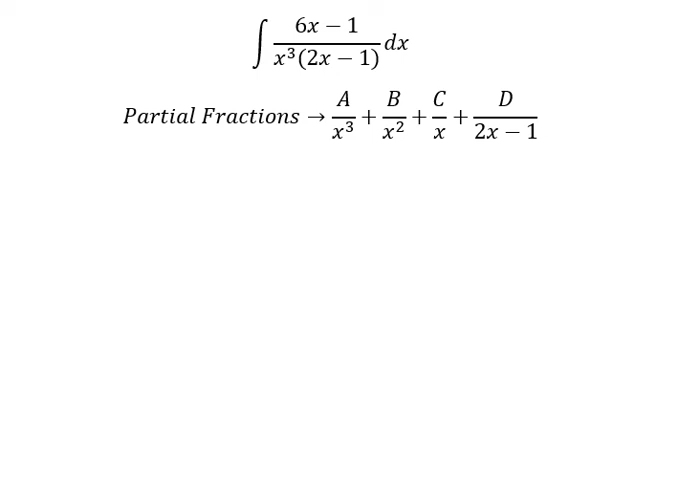 ∫ (6x − 1)/(x³(2x − 1)) dx
Partial Fractions → A/x³ + B/x² + C/x + D/(2x − 1)